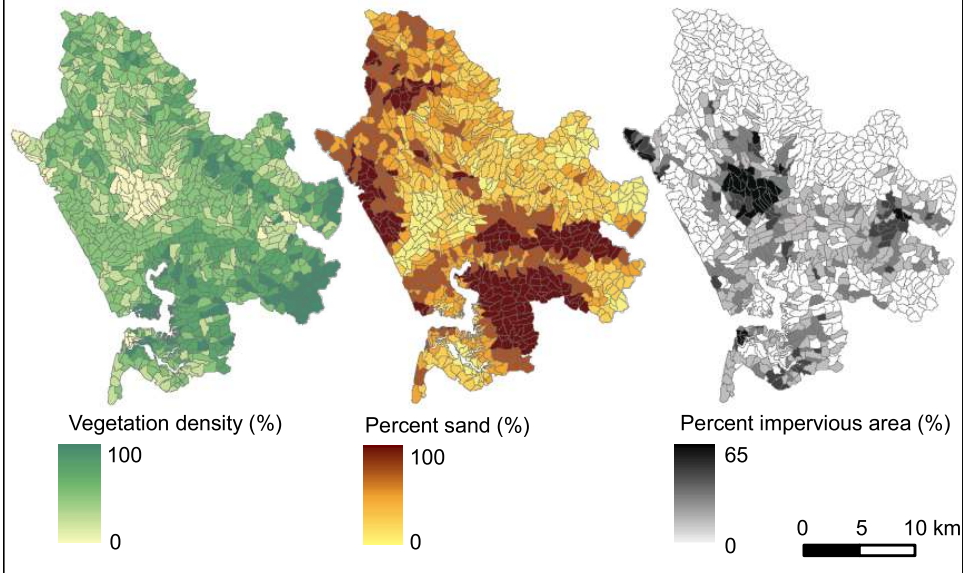 Vegetation density (%)
100
0
Percent sand (%)
100
0
Percent impervious area (%)
65
0
0 5 10 km